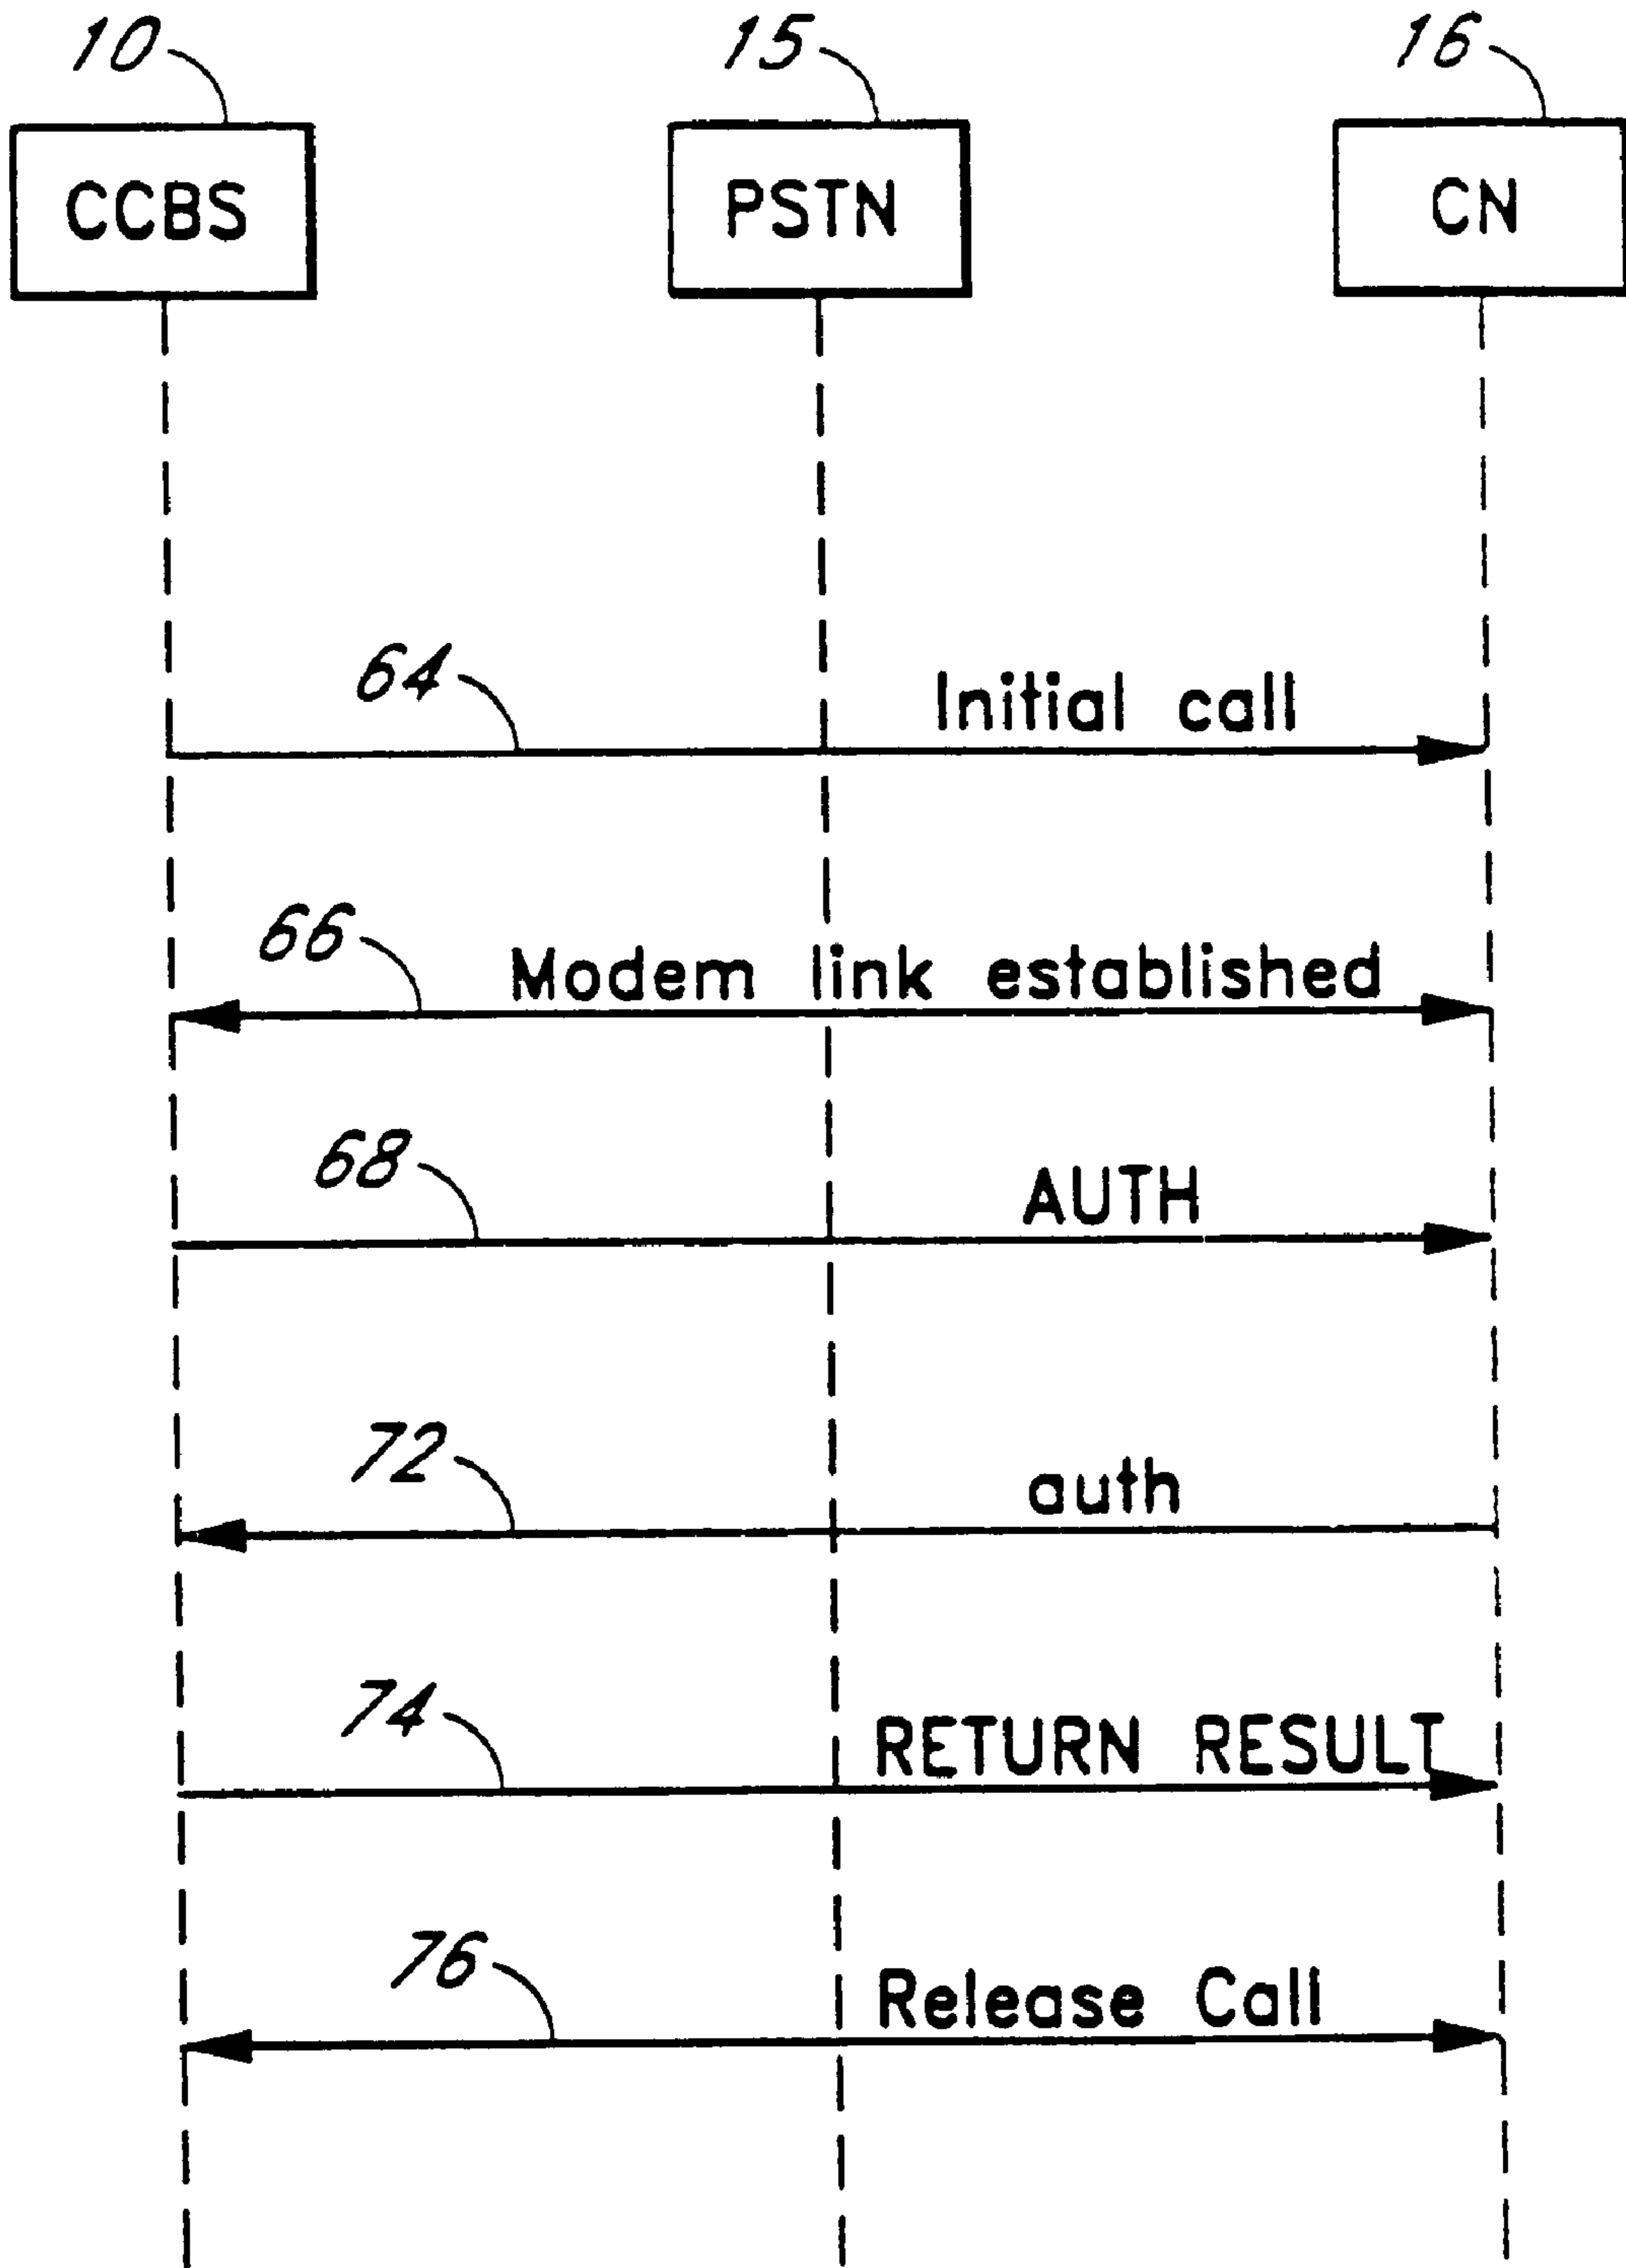 10 15 16
CCBS PSTN CN
64 Initial call
66 Modem link established
68 AUTH
72 auth
74 RETURN RESULT
76 Release Call